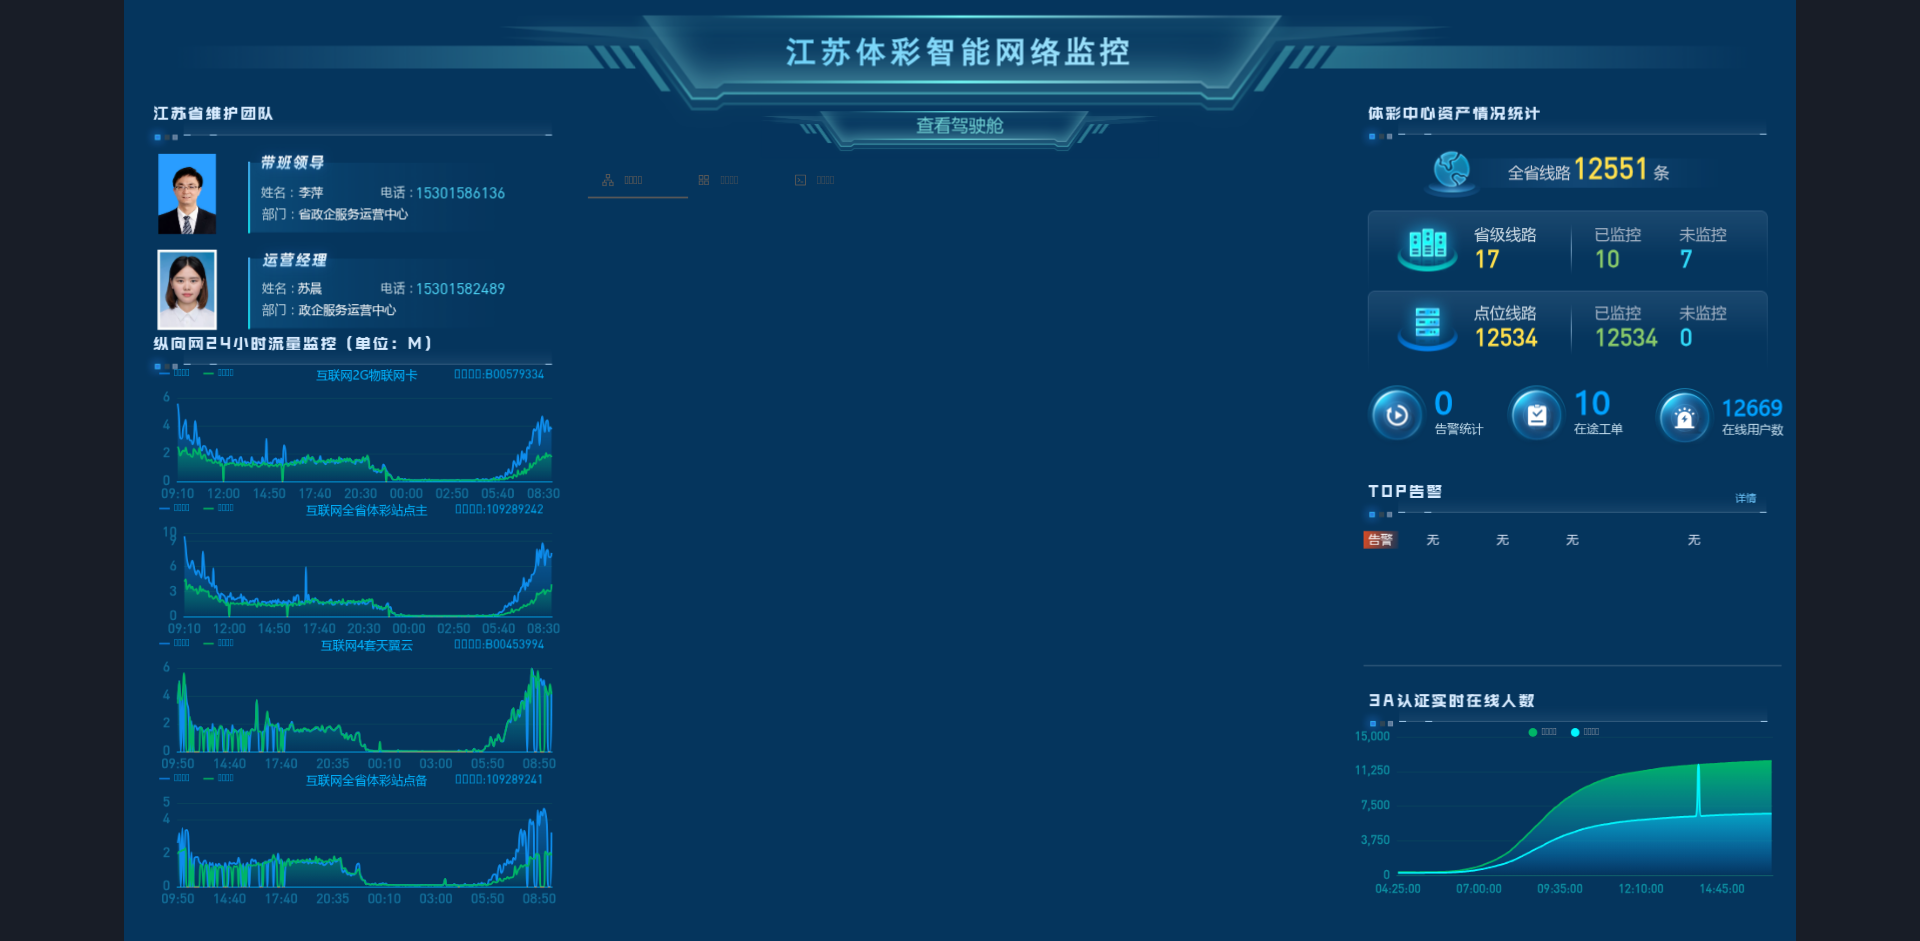 江苏体彩智能网络监控
查看驾驶舱
江苏省维护团队
带班领导
姓名：李萍 电话：15301586136
部门：省政企服务运营中心
运营经理
姓名：苏晨 电话：15301582489
部门：政企服务运营中心
纵向网24小时流量监控（单位：M）
互联网2G物联网卡 :B00579334
6
4
2
0
09:10 12:00 14:50 17:40 20:30 00:00 02:50 05:40 08:30
互联网全省体彩站点主 :109289242
10
9
6
3
0
09:10 12:00 14:50 17:40 20:30 00:00 02:50 05:40 08:30
互联网4套天翼云 :B00453994
6
4
2
0
09:50 14:40 17:40 20:35 00:10 03:00 05:50 08:50
互联网全省体彩站点备 :109289241
5
4
2
0
09:50 14:40 17:40 20:35 00:10 03:00 05:50 08:50
体彩中心资产情况统计
全省线路 12551 条
省级线路 已监控 未监控
17 10 7
点位线路 已监控 未监控
12534 12534 0
0 10 12669
告警统计 在途工单 在线用户数
TOP告警
详情
告警 无 无 无 无
3A认证实时在线人数
15,000
11,250
7,500
3,750
0
04:25:00 07:00:00 09:35:00 12:10:00 14:45:00